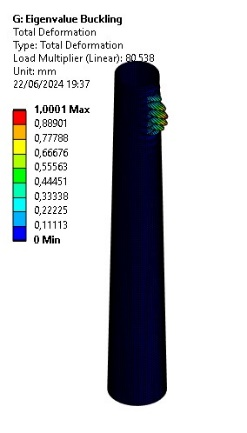 G: Eigenvalue Buckling
Total Deformation
Type: Total Deformation
Load Multiplier (Linear): 80,538
Unit: mm
22/06/2024 19:37
1,0001 Max
0,88901
0,77788
0,66676
0,55563
0,44451
0,33338
0,22225
0,11113
0 Min